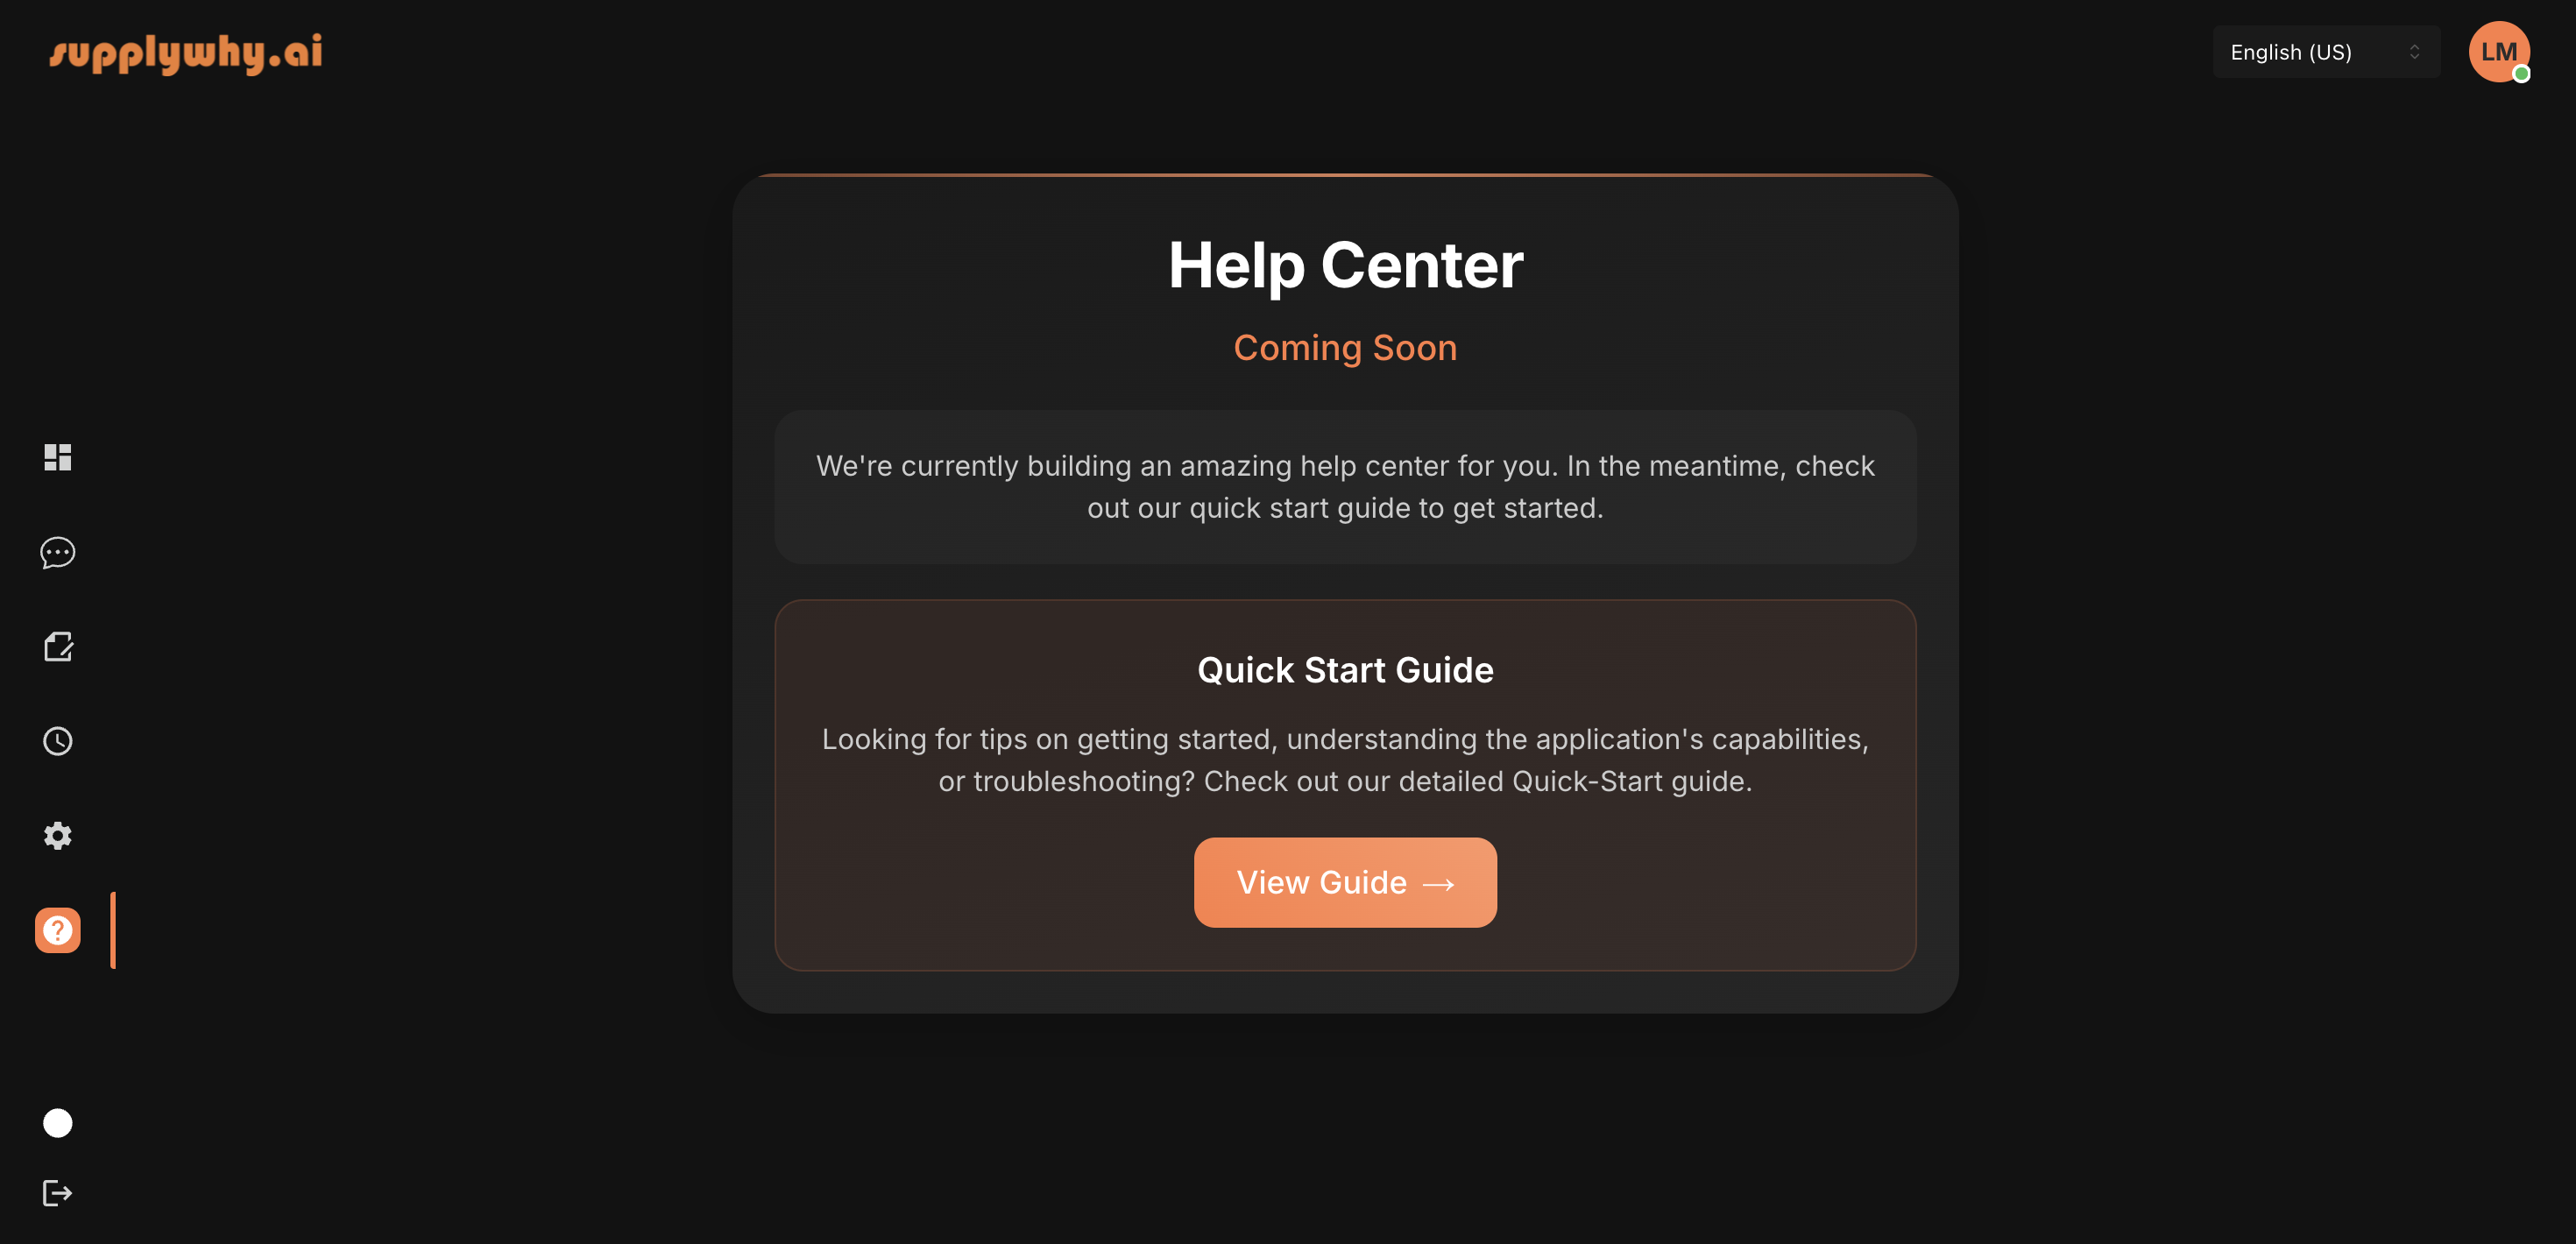 supplywhy.ai
English (US)
LM
Help Center
Coming Soon
We're currently building an amazing help center for you. In the meantime, check
out our quick start guide to get started.
Quick Start Guide
Looking for tips on getting started, understanding the application's capabilities,
or troubleshooting? Check out our detailed Quick-Start guide.
View Guide →